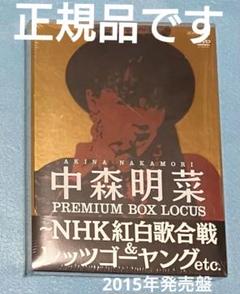 正規品です
AKINA NAKAMORI
中森明菜
PREMIUM BOX LOCUS
~NHK紅白歌合戦
&
レッツゴーヤングetc.
2015年発売盤